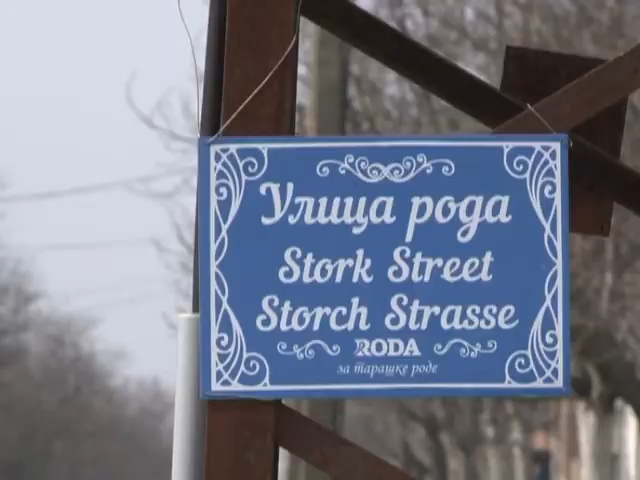 Улица рода
Stork Street
Storch Strasse
RODA
за тарашке роде